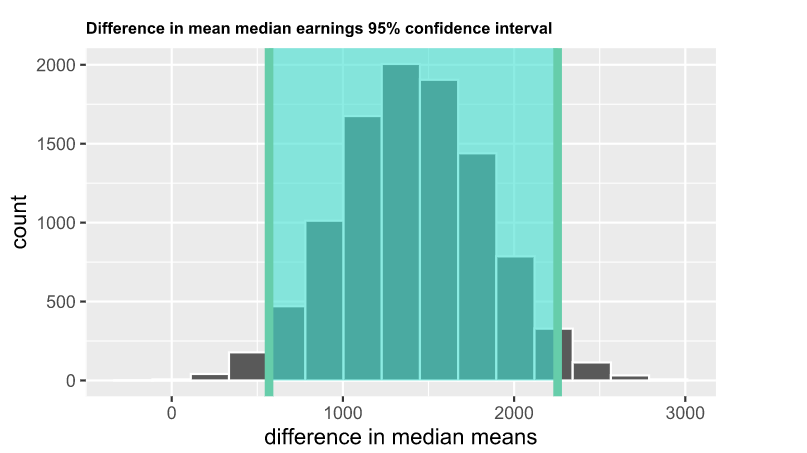 Difference in mean median earnings 95% confidence interval
2000
1500
1000
500
0
count
0 1000 2000 3000
difference in median means